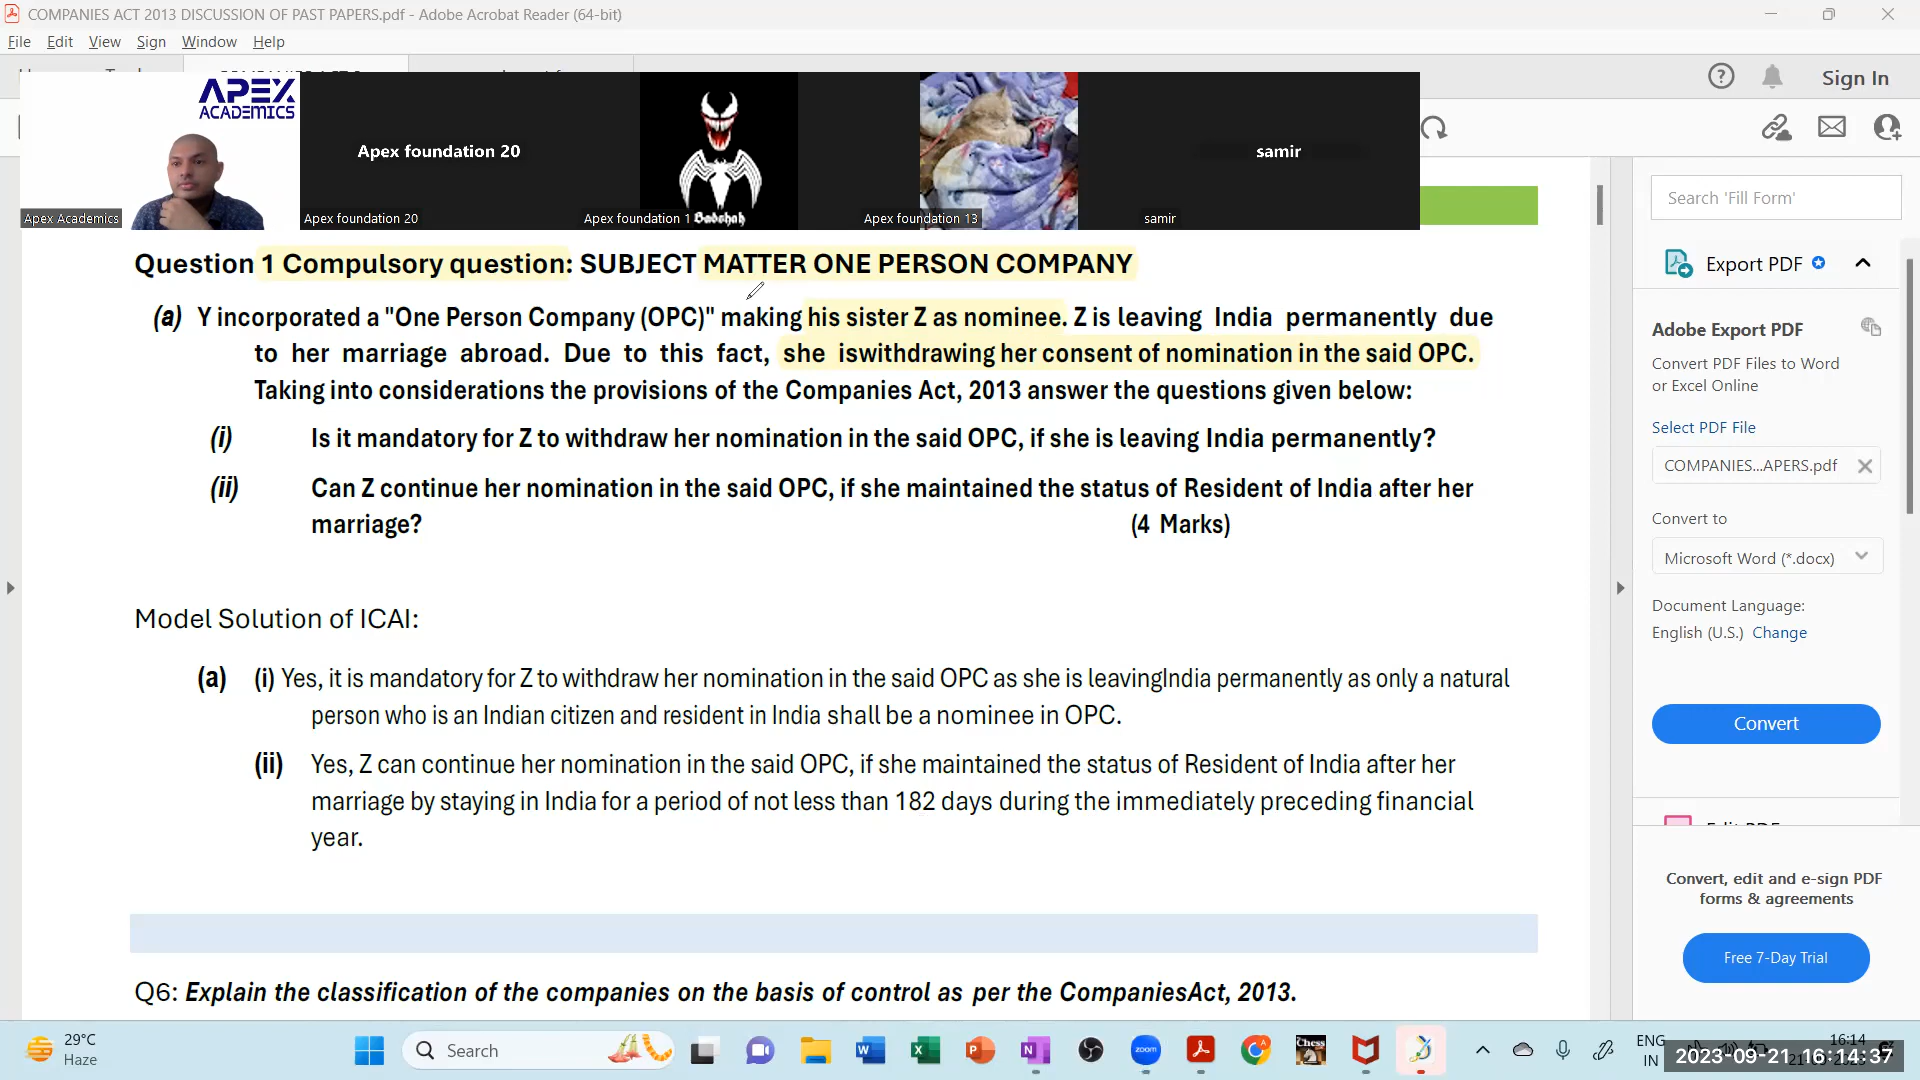 COMPANIES ACT 2013 DISCUSSION OF PAST PAPERS.pdf - Adobe Acrobat Reader (64-bit)
File Edit View Sign Window Help
Sign In
APEX
ACADEMICS
Apex foundation 20
samir
Apex Academics
Apex foundation 20
Apex foundation 1
Badshah
Apex foundation 13
samir
Search 'Fill Form'
Export PDF
Adobe Export PDF
Convert PDF Files to Word
or Excel Online
Select PDF File
COMPANIES...APERS.pdf
Convert to
Microsoft Word (*.docx)
Document Language:
English (U.S.) Change
Convert
Convert, edit and e-sign PDF
forms & agreements
Free 7-Day Trial
Question 1 Compulsory question: SUBJECT MATTER ONE PERSON COMPANY
(a) Y incorporated a "One Person Company (OPC)" making his sister Z as nominee. Z is leaving India permanently due
to her marriage abroad. Due to this fact, she iswithdrawing her consent of nomination in the said OPC.
Taking into considerations the provisions of the Companies Act, 2013 answer the questions given below:
(i) Is it mandatory for Z to withdraw her nomination in the said OPC, if she is leaving India permanently?
(ii) Can Z continue her nomination in the said OPC, if she maintained the status of Resident of India after her
marriage? (4 Marks)
Model Solution of ICAI:
(a) (i) Yes, it is mandatory for Z to withdraw her nomination in the said OPC as she is leavingIndia permanently as only a natural
person who is an Indian citizen and resident in India shall be a nominee in OPC.
(ii) Yes, Z can continue her nomination in the said OPC, if she maintained the status of Resident of India after her
marriage by staying in India for a period of not less than 182 days during the immediately preceding financial
year.
Q6: Explain the classification of the companies on the basis of control as per the CompaniesAct, 2013.
29°C
Haze
Search
Chess
zoom
ENG
IN
16:14
2023-09-21 16:14:37